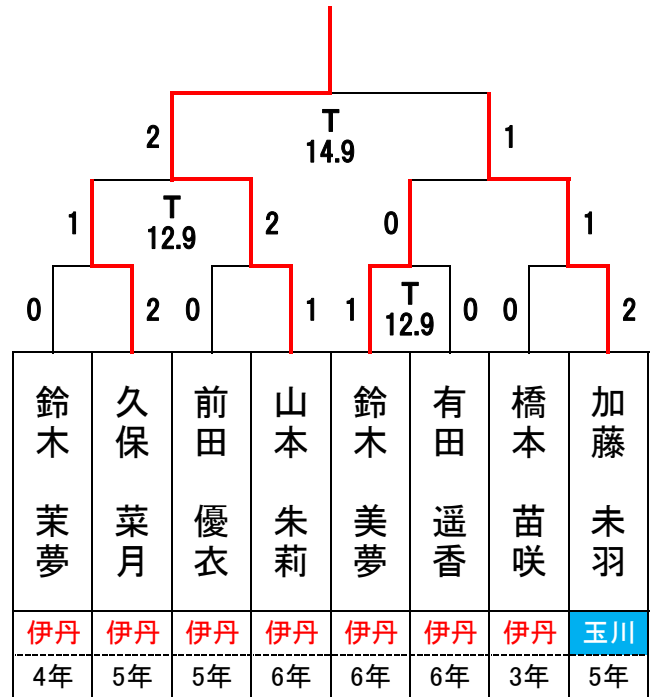 T
2 14.9 1
T
1 12.9 2 0 1
T
0 2 0 1 1 12.9 0 0 2
鈴木 茉夢
久保 菜月
前田 優衣
山本 朱莉
鈴木 美夢
有田 遥香
橋本 苗咲
加藤 未羽
伊丹 伊丹 伊丹 伊丹 伊丹 伊丹 伊丹 玉川
4年 5年 5年 6年 6年 6年 3年 5年